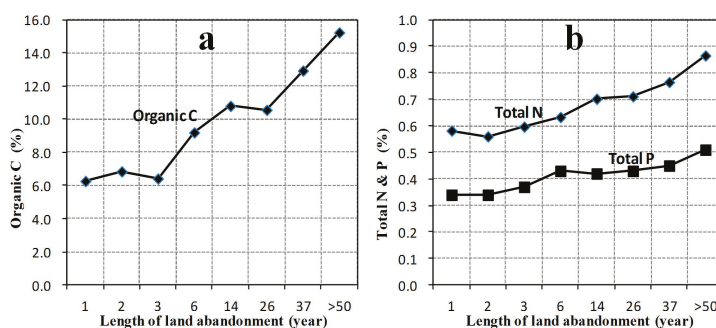 a
16.0
14.0
12.0
10.0
8.0
6.0
4.0
2.0
0.0
Organic C (%)
Organic C
1 2 3 6 14 26 37 >50
Length of land abandonment (year)
b
1.0
0.9
0.8
0.7
0.6
0.5
0.4
0.3
0.2
0.1
0.0
Total N & P (%)
Total N
Total P
1 2 3 6 14 26 37 >50
Length of land abandonment (year)